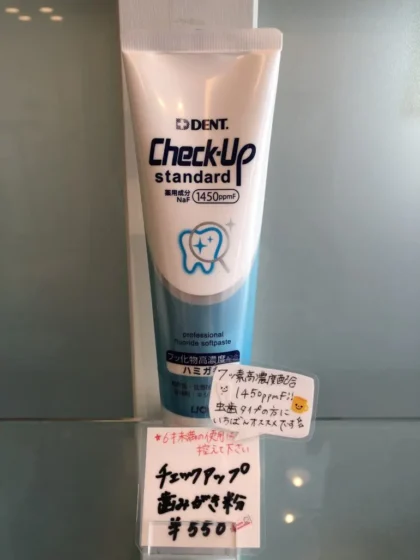 DENT.
Check-Up
standard
薬用成分
NaF
1450ppmF
professional
fluoride softpaste
フッ化物高濃度
ハミガ
フッ素高濃度配合
1450ppmF!!
虫歯タイプの方に
いちばんオススメです
*6才未満の使用は
控えて下さい
チェックアップ
歯みがき粉
¥550